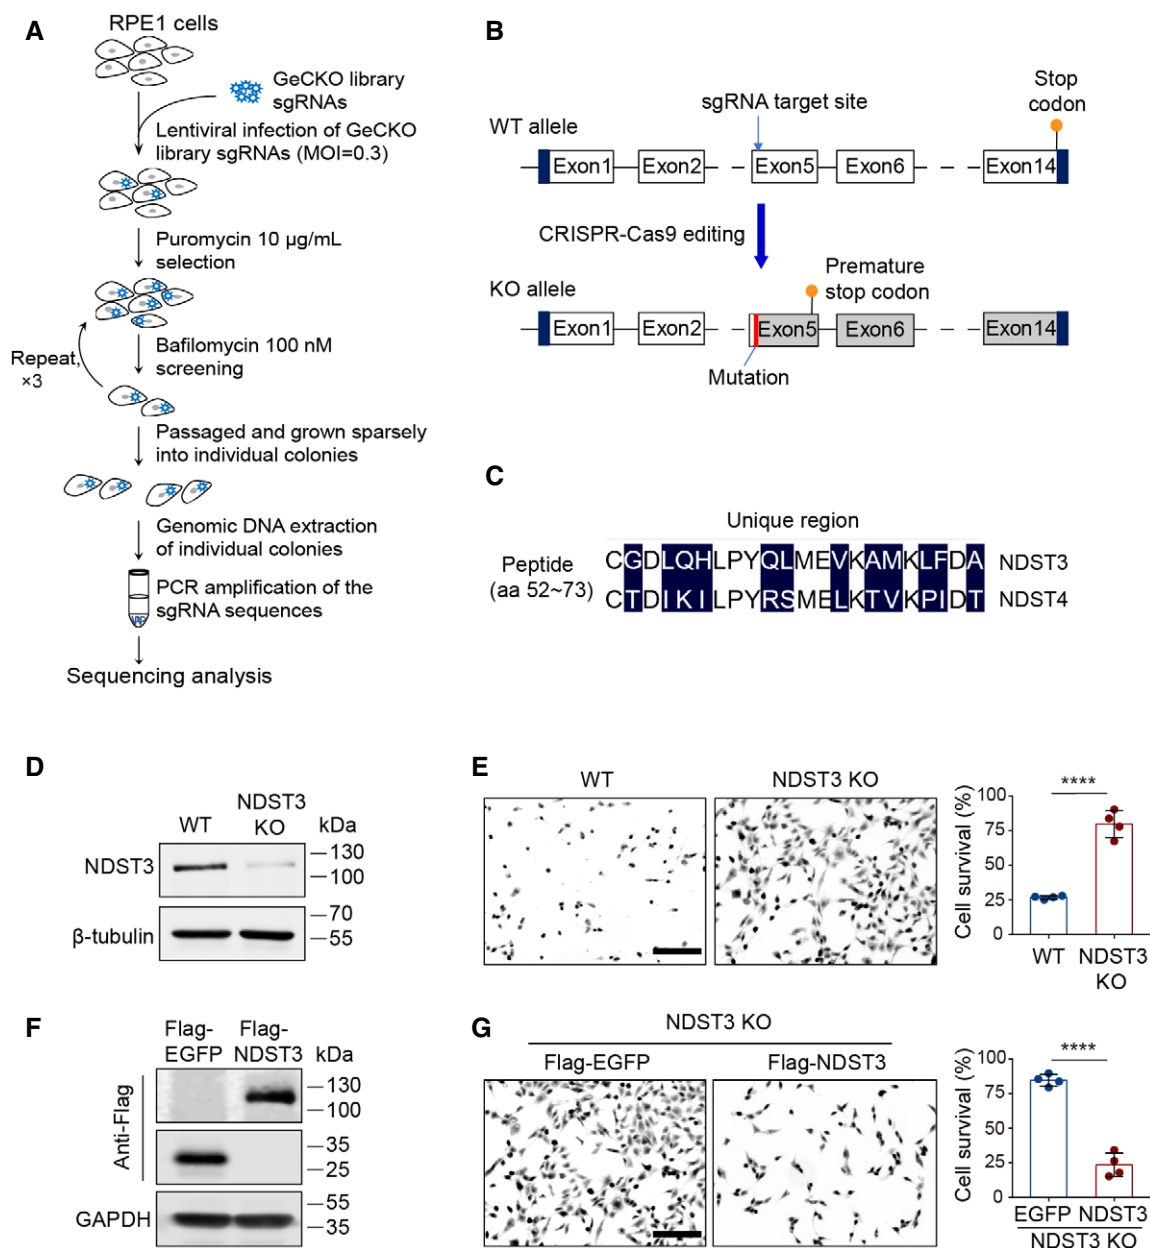 A
RPE1 cells
GeCKO library
sgRNAs
Lentiviral infection of GeCKO
library sgRNAs (MOI=0.3)
Puromycin 10 µg/mL
selection
Bafilomycin 100 nM
screening
Repeat,
×3
Passaged and grown sparsely
into individual colonies
Genomic DNA extraction
of individual colonies
PCR amplification of the
sgRNA sequences
Sequencing analysis
B
Stop
codon
sgRNA target site
WT allele
Exon1 Exon2 Exon5 Exon6 Exon14
CRISPR-Cas9 editing
Premature
stop codon
KO allele
Exon1 Exon2 Exon5 Exon6 Exon14
Mutation
C
Unique region
Peptide
(aa 52~73)
CGDLQHLPYQLMEVKAMKLFDA NDST3
CTDIKILPYRSMELKTVKPIDT NDST4
D
WT NDST3 KO kDa
NDST3
130
100
β-tubulin
70
55
E
WT NDST3 KO
****
Cell survival (%)
100
75
50
25
0
WT NDST3
KO
F
Flag-EGFP Flag-NDST3 kDa
Anti-Flag
130
100
35
25
GAPDH
55
35
G
NDST3 KO
Flag-EGFP Flag-NDST3
****
Cell survival (%)
100
75
50
25
0
EGFP NDST3
NDST3 KO